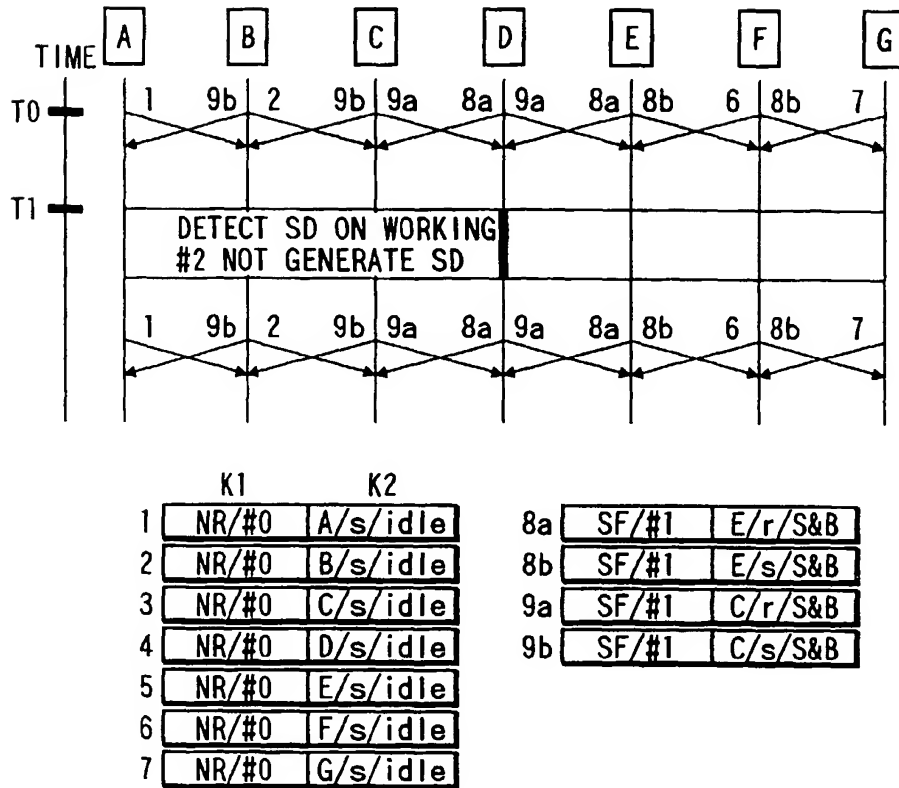 A B C D E F G
TIME
T0 1 9b 2 9b 9a 8a 9a 8a 8b 6 8b 7
T1
DETECT SD ON WORKING
#2 NOT GENERATE SD
1 9b 2 9b 9a 8a 9a 8a 8b 6 8b 7
K1 K2
1 NR/#0 A/s/idle
2 NR/#0 B/s/idle
3 NR/#0 C/s/idle
4 NR/#0 D/s/idle
5 NR/#0 E/s/idle
6 NR/#0 F/s/idle
7 NR/#0 G/s/idle
8a SF/#1 E/r/S&B
8b SF/#1 E/s/S&B
9a SF/#1 C/r/S&B
9b SF/#1 C/s/S&B